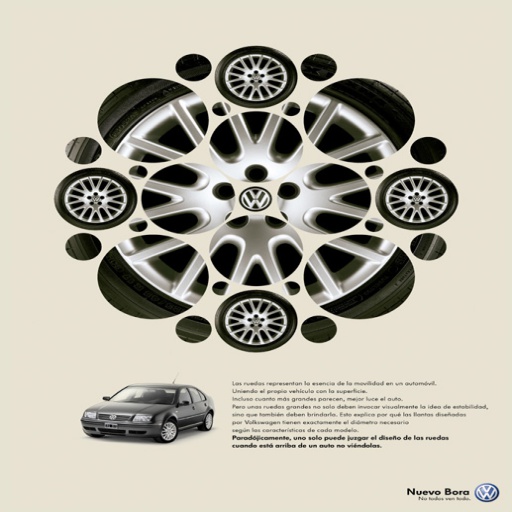 Las ruedas representan la esencia de la movilidad en un automóvil.
Uniendo el propio vehículo con la superficie.
Incluso cuanto más grandes parecen, mejor luce el auto.
Pero unas ruedas grandes no solo deben invocar visualmente la idea de estabilidad,
sino que también deben brindarla. Esto explica por qué las llantas diseñadas
por Volkswagen tienen exactamente el diámetro necesario
según las características de cada modelo.
Paradójicamente, uno solo puede juzgar el diseño de las ruedas
cuando está arriba de un auto no viéndolas.
Nuevo Bora
No todos ven todo.